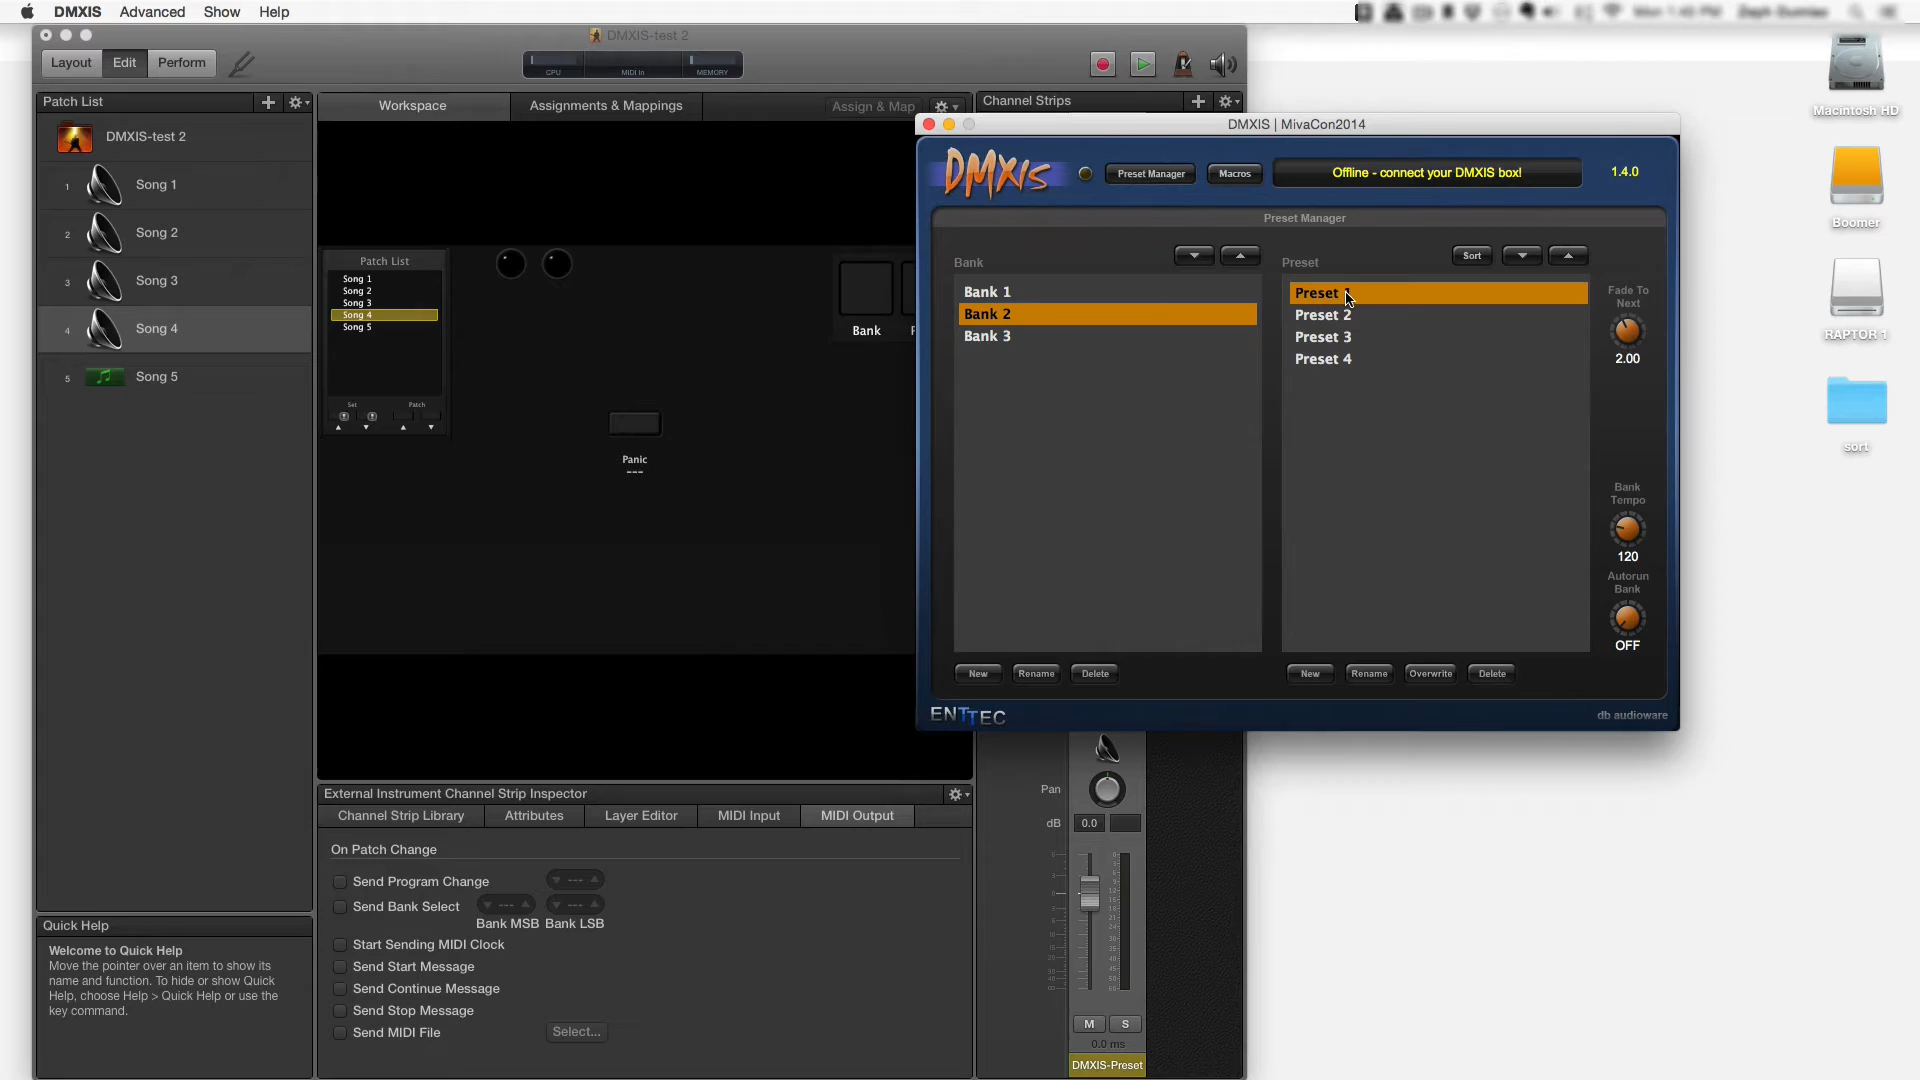 DMXIS Advanced Show Help
DMXIS-test 2
Layout Edit Perform
CPU MIDI In MEMORY
Patch List
DMXIS-test 2
1 Song 1
2 Song 2
3 Song 3
4 Song 4
5 Song 5
Quick Help
Welcome to Quick Help
Move the pointer over an item to show its
name and function. To hide or show Quick
Help, choose Help > Quick Help or use the
key command.
Workspace Assignments & Mappings Assign & Map
Patch List
Song 1
Song 2
Song 3
Song 4
Song 5
Set Patch
Panic
---
Bank
External Instrument Channel Strip Inspector
Channel Strip Library Attributes Layer Editor MIDI Input MIDI Output
On Patch Change
Send Program Change ---
Send Bank Select --- ---
Bank MSB Bank LSB
Start Sending MIDI Clock
Send Start Message
Send Continue Message
Send Stop Message
Send MIDI File Select...
Channel Strips
DMXIS | MivaCon2014
DMXIS Preset Manager Macros Offline - connect your DMXIS box! 1.4.0
Preset Manager
Bank
Bank 1
Bank 2
Bank 3
New Rename Delete
Preset Sort
Preset 1
Preset 2
Preset 3
Preset 4
New Rename Overwrite Delete
Fade To
Next
2.00
Bank
Tempo
120
Autorun
Bank
OFF
ENTTEC db audioware
Pan
dB 0.0
M S
0.0 ms
DMXIS-Preset
Macintosh HD
Boomer
RAPTOR 1
sort